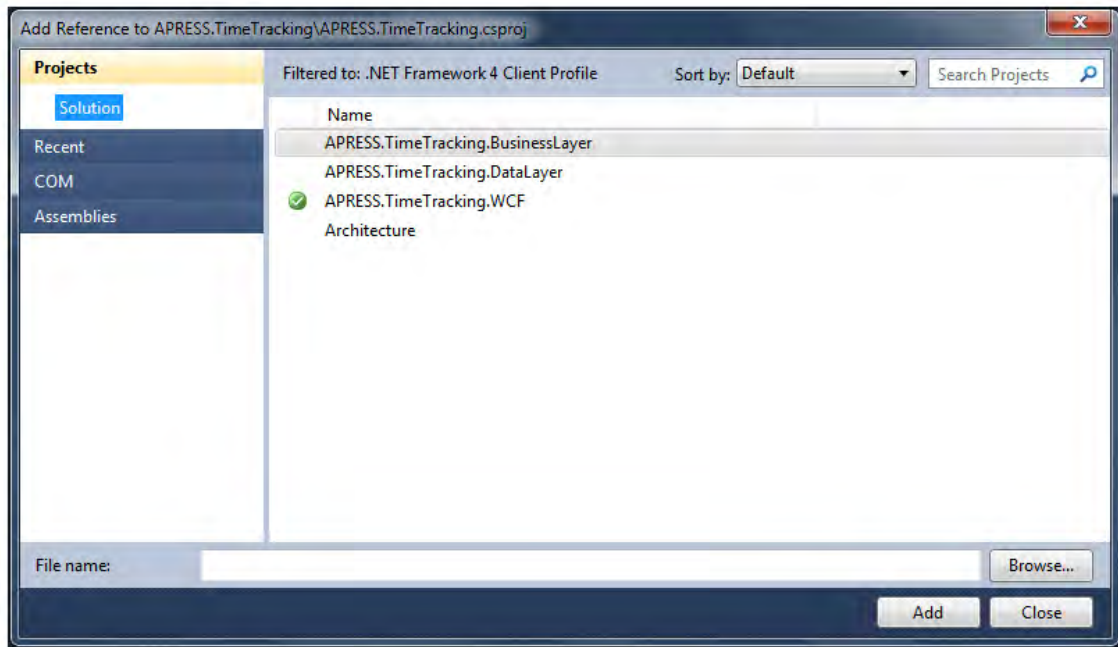 Add Reference to APRESS.TimeTracking\APRESS.TimeTracking.csproj
Projects
Solution
Recent
COM
Assemblies
Filtered to: .NET Framework 4 Client Profile
Sort by: Default
Search Projects
Name
APRESS.TimeTracking.BusinessLayer
APRESS.TimeTracking.DataLayer
APRESS.TimeTracking.WCF
Architecture
File name:
Browse...
Add
Close